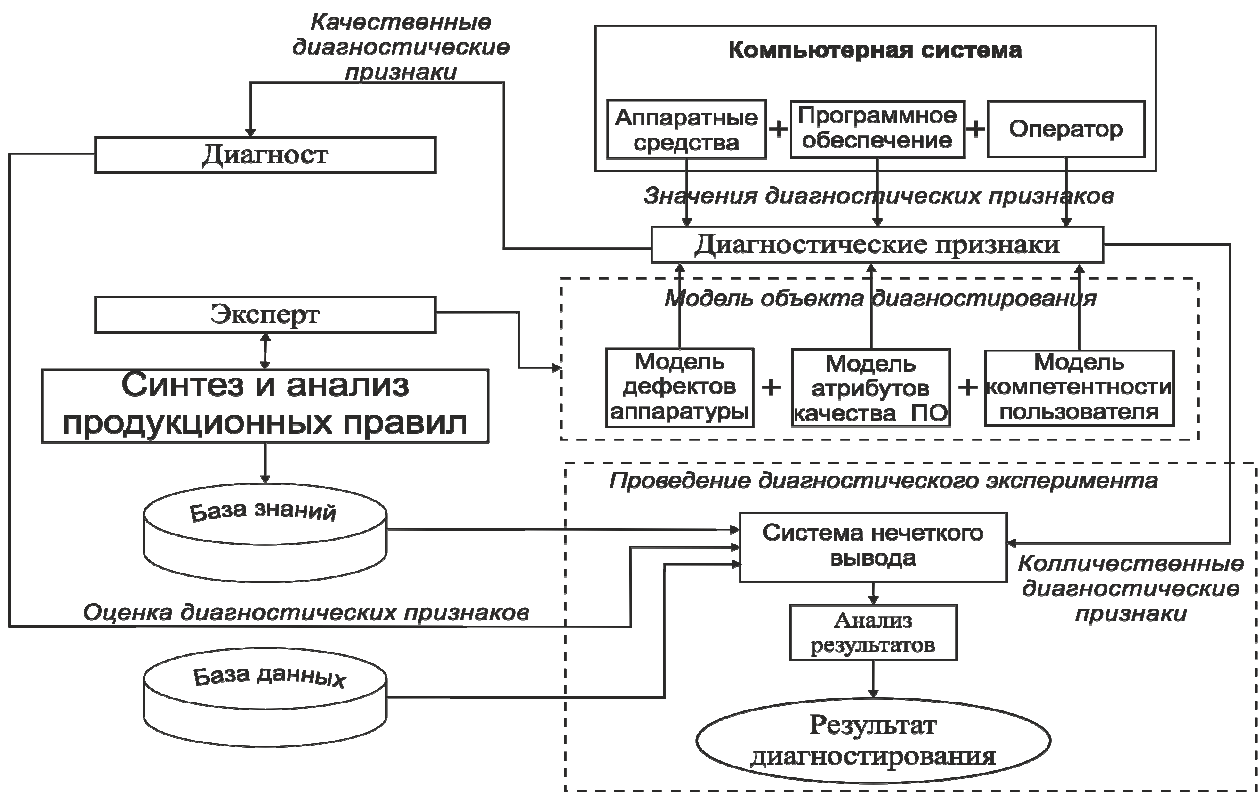 Качественные
диагностические
признаки
Компьютерная система
Аппаратные
средства
+
Программное
обеспечение
+
Оператор
Диагност
Значения диагностических признаков
Диагностические признаки
Модель объекта диагностирования
Эксперт
Модель
дефектов
аппаратуры
+
Модель
атрибутов
качества ПО
+
Модель
компетентности
пользователя
Синтез и анализ
продукционных правил
Проведение диагностического эксперимента
База знаний
Система нечеткого
вывода
Колличественные
диагностические
признаки
Оценка диагностических признаков
Анализ
результатов
База данных
Результат
диагностирования